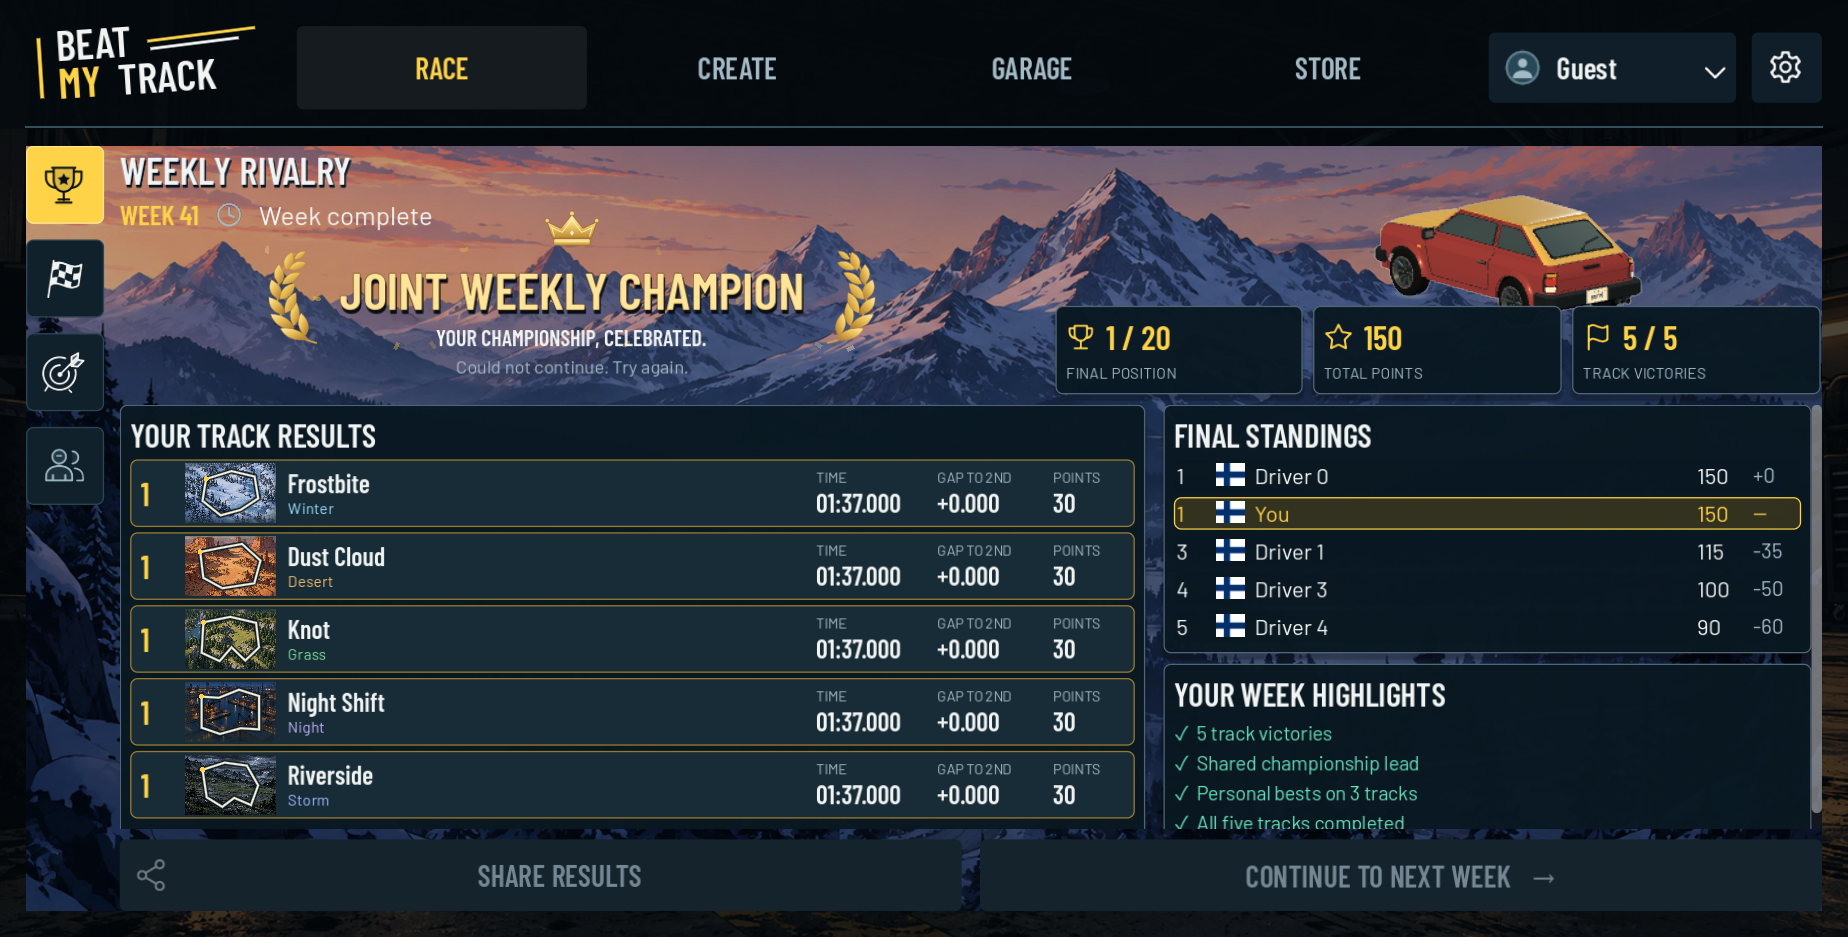 BEAT
MY TRACK
RACE
CREATE
GARAGE
STORE
Guest
WEEKLY RIVALRY
WEEK 41 Week complete
JOINT WEEKLY CHAMPION
YOUR CHAMPIONSHIP, CELEBRATED.
Could not continue. Try again.
1 / 20
FINAL POSITION
150
TOTAL POINTS
5 / 5
TRACK VICTORIES
YOUR TRACK RESULTS
1 Frostbite
Winter
TIME GAP TO 2ND POINTS
01:37.000 +0.000 30
1 Dust Cloud
Desert
TIME GAP TO 2ND POINTS
01:37.000 +0.000 30
1 Knot
Grass
TIME GAP TO 2ND POINTS
01:37.000 +0.000 30
1 Night Shift
Night
TIME GAP TO 2ND POINTS
01:37.000 +0.000 30
1 Riverside
Storm
TIME GAP TO 2ND POINTS
01:37.000 +0.000 30
FINAL STANDINGS
1 Driver 0 150 +0
1 You 150 –
3 Driver 1 115 -35
4 Driver 3 100 -50
5 Driver 4 90 -60
YOUR WEEK HIGHLIGHTS
✓ 5 track victories
✓ Shared championship lead
✓ Personal bests on 3 tracks
✓ All five tracks completed
SHARE RESULTS
CONTINUE TO NEXT WEEK →